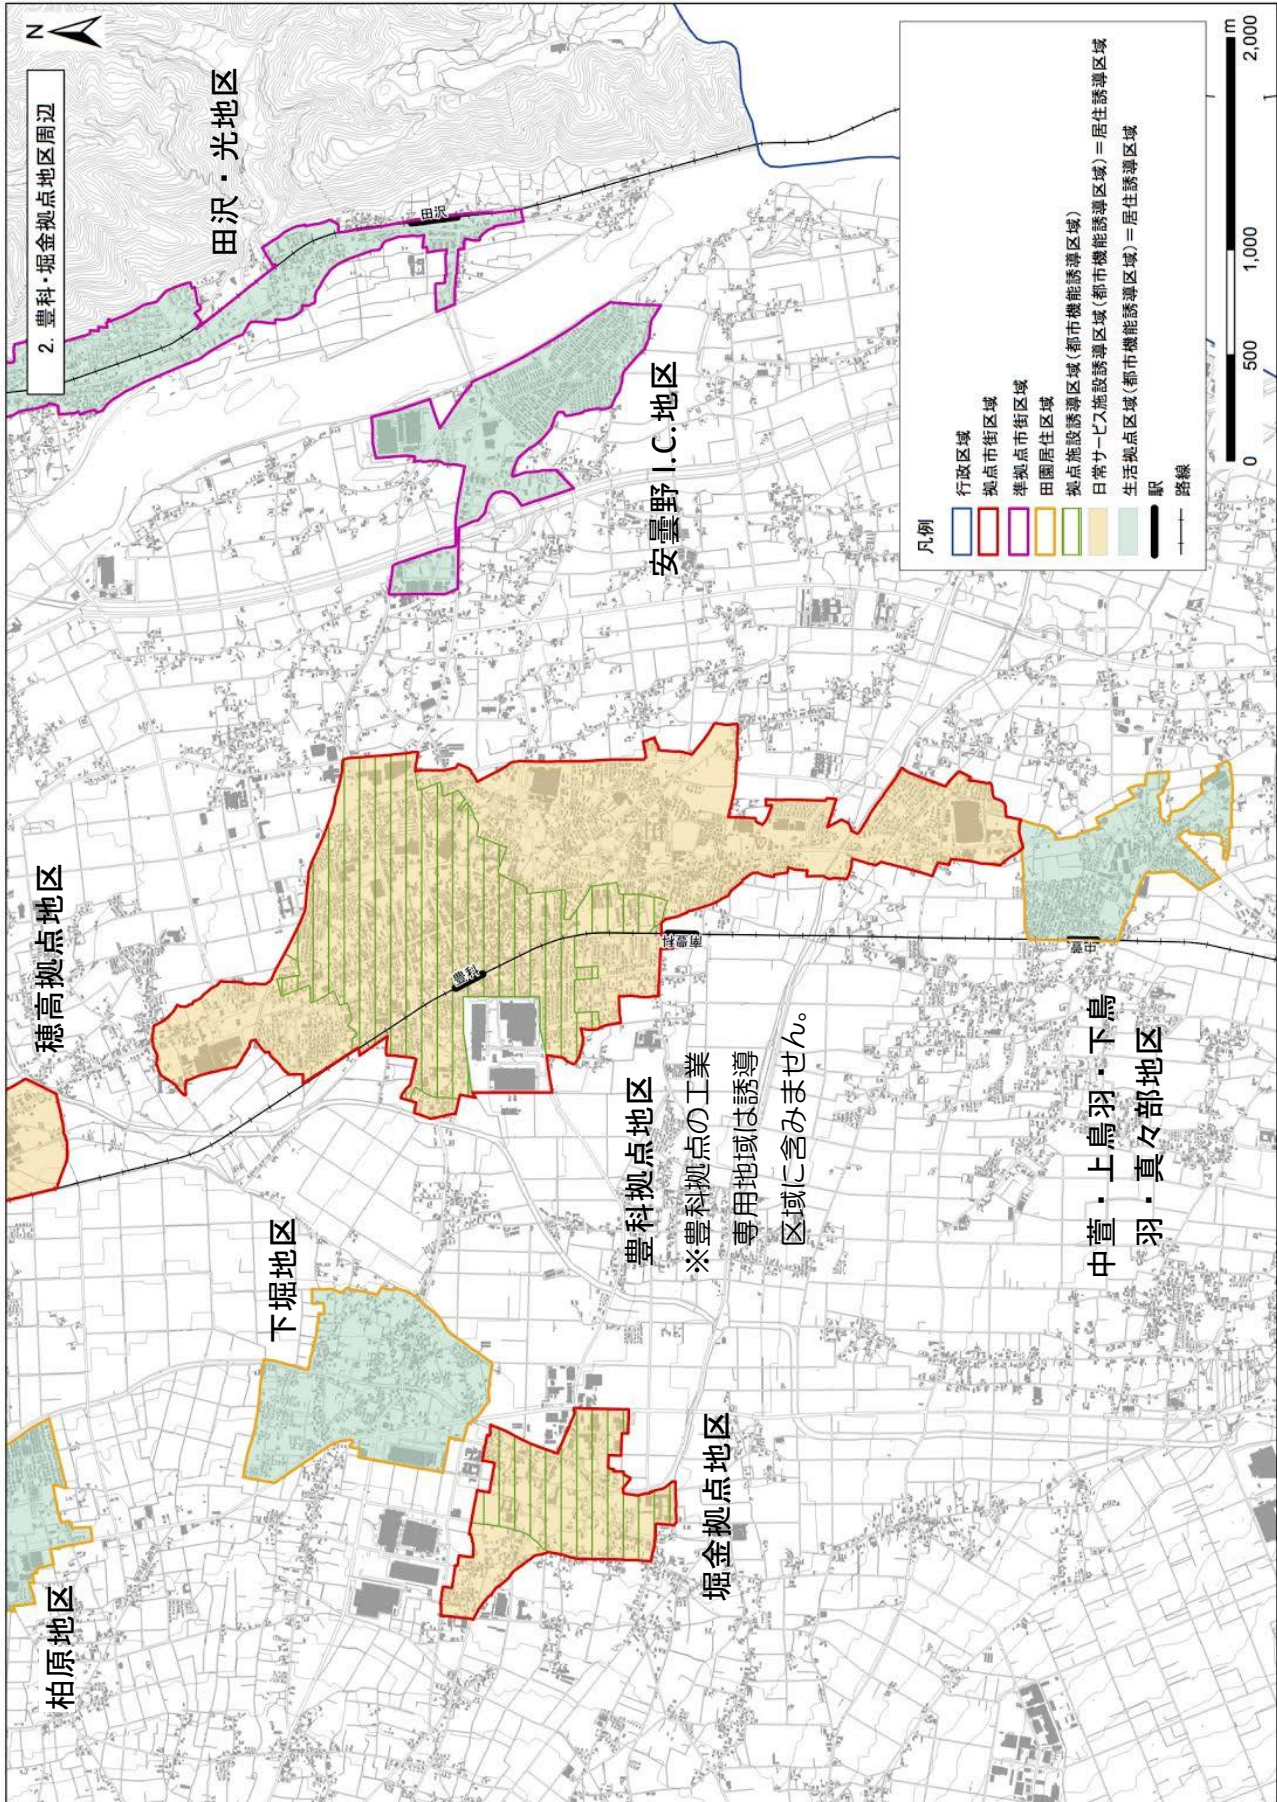 2. 豊科・堀金拠点地区周辺
N
田沢・光地区
田沢
穂高拠点地区
安曇野I.C.地区
柏原地区
下堀地区
豊科
南豊科
豊科拠点地区
※豊科拠点の工業
専用地域は誘導
区域に含みません。
堀金拠点地区
中萱
中萱・上鳥羽・下鳥
羽・真々部地区
凡例
行政区域
拠点市街区域
準拠点市街区域
田園居住区域
拠点施設誘導区域(都市機能誘導区域)
日常サービス施設誘導区域(都市機能誘導区域)=居住誘導区域
生活拠点区域(都市機能誘導区域)=居住誘導区域
駅
路線
0 500 1,000 2,000
m